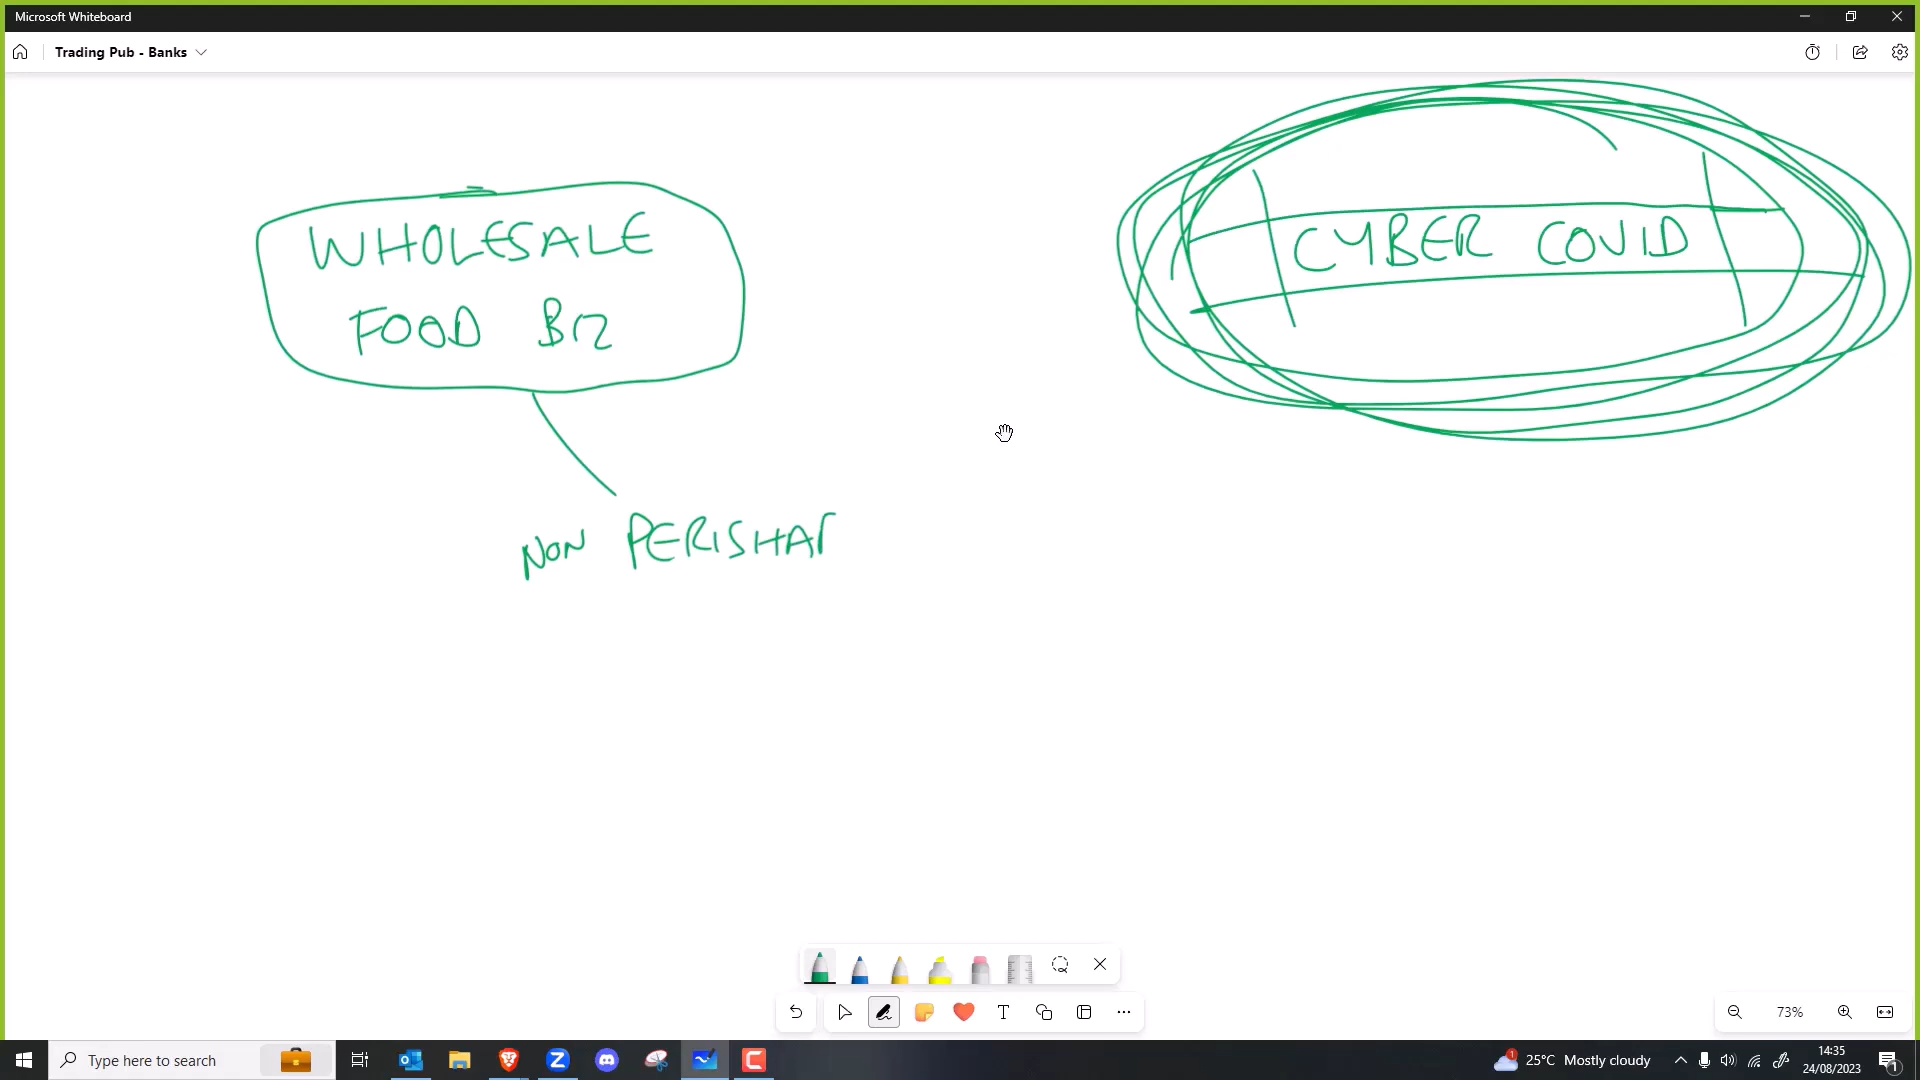 Microsoft Whiteboard
Trading Pub - Banks
WHOLESALE
FOOD BIZ
CYBER COVID
NON PERISHA
73%
Type here to search
25°C Mostly cloudy
14:35
24/08/2023